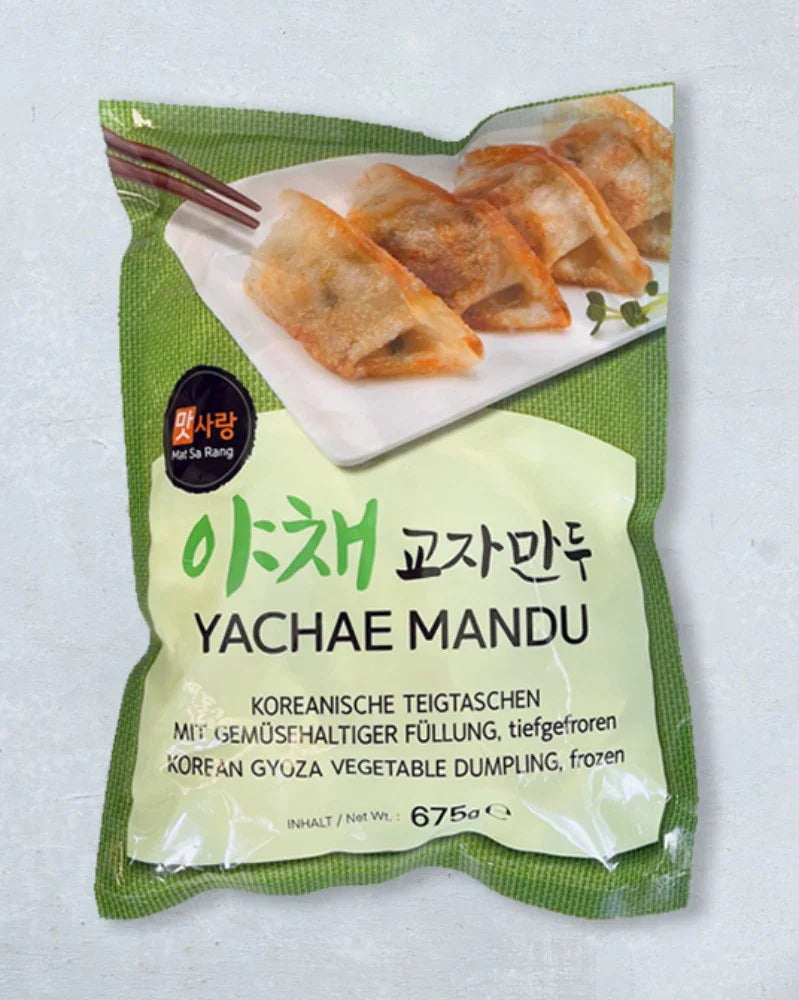 맛사랑
Mat Sa Rang
야채 교자만두
YACHAE MANDU
KOREANISCHE TEIGTASCHEN
MIT GEMÜSEHALTIGER FÜLLUNG, tiefgefroren
KOREAN GYOZA VEGETABLE DUMPLING, frozen
INHALT / Net Wt. : 675g ℮